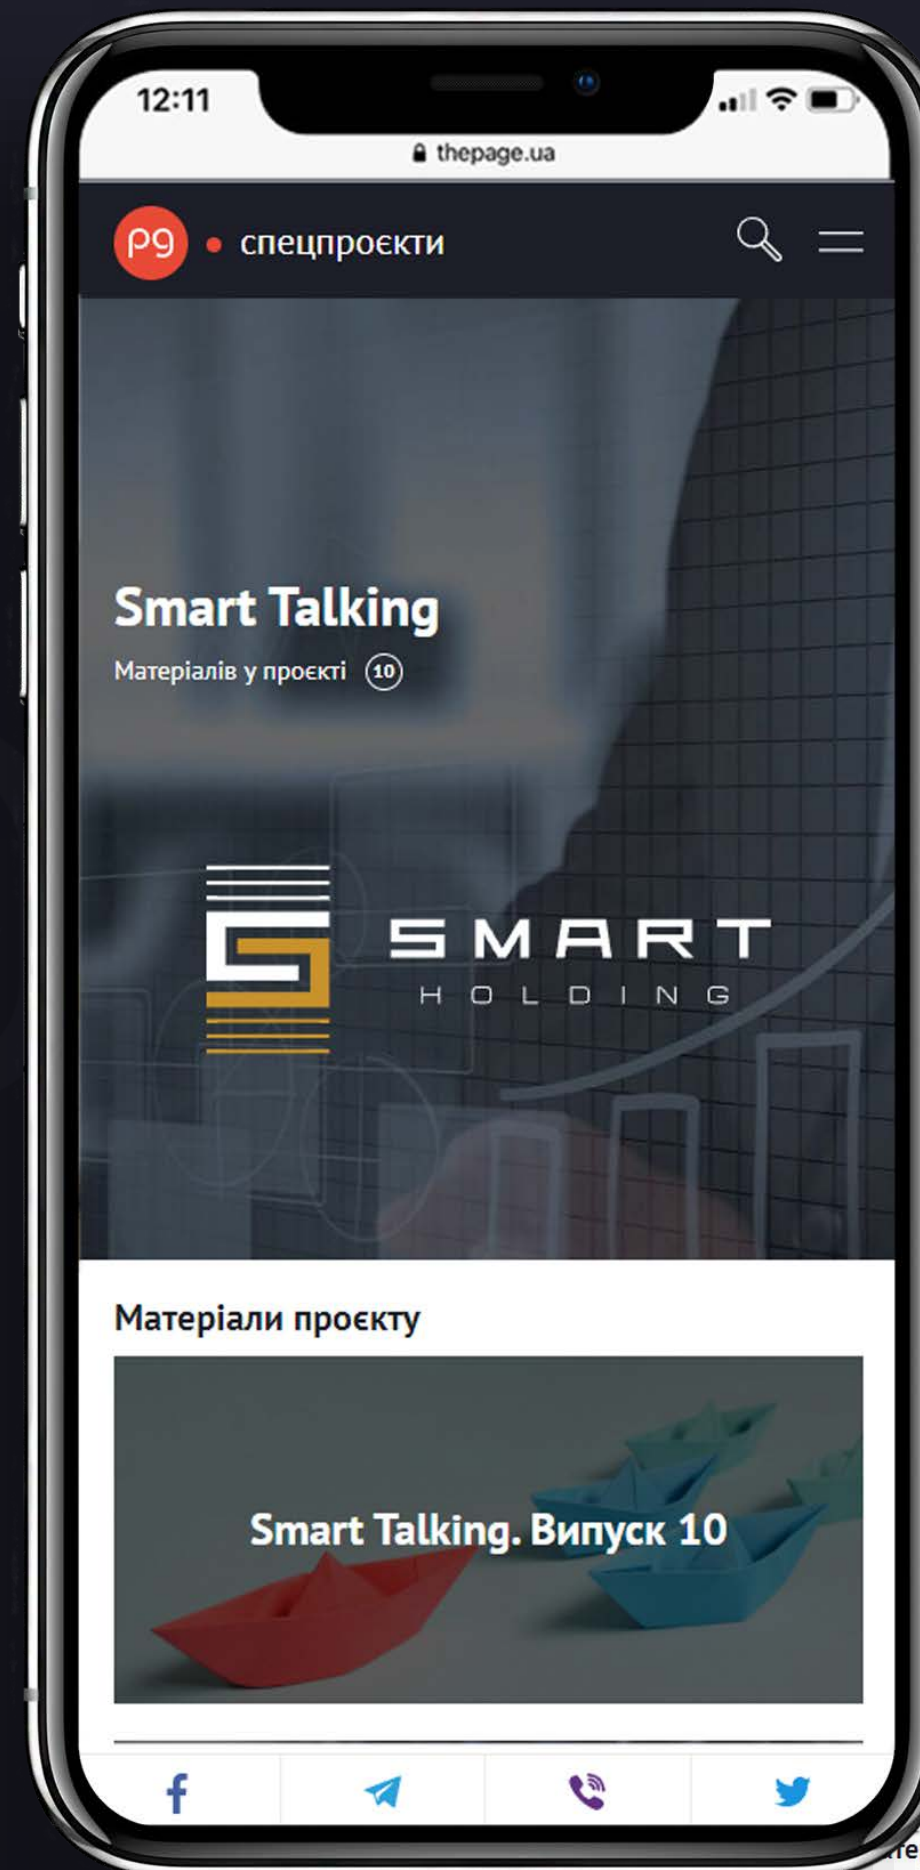 12:11
thepage.ua
pg • спецпроєкти
Smart Talking
Матеріалів у проєкті 10
SMART
HOLDING
Матеріали проєкту
Smart Talking. Випуск 10